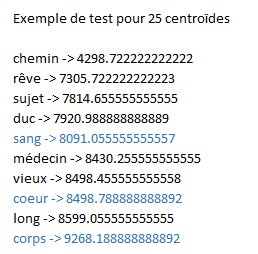 Exemple de test pour 25 centroïdes
chemin -> 4298.722222222222
rêve -> 7305.722222222223
sujet -> 7814.655555555555
duc -> 7920.988888888889
sang -> 8091.055555555557
médecin -> 8430.255555555555
vieux -> 8498.455555555558
coeur -> 8498.788888888892
long -> 8599.055555555555
corps -> 9268.188888888892